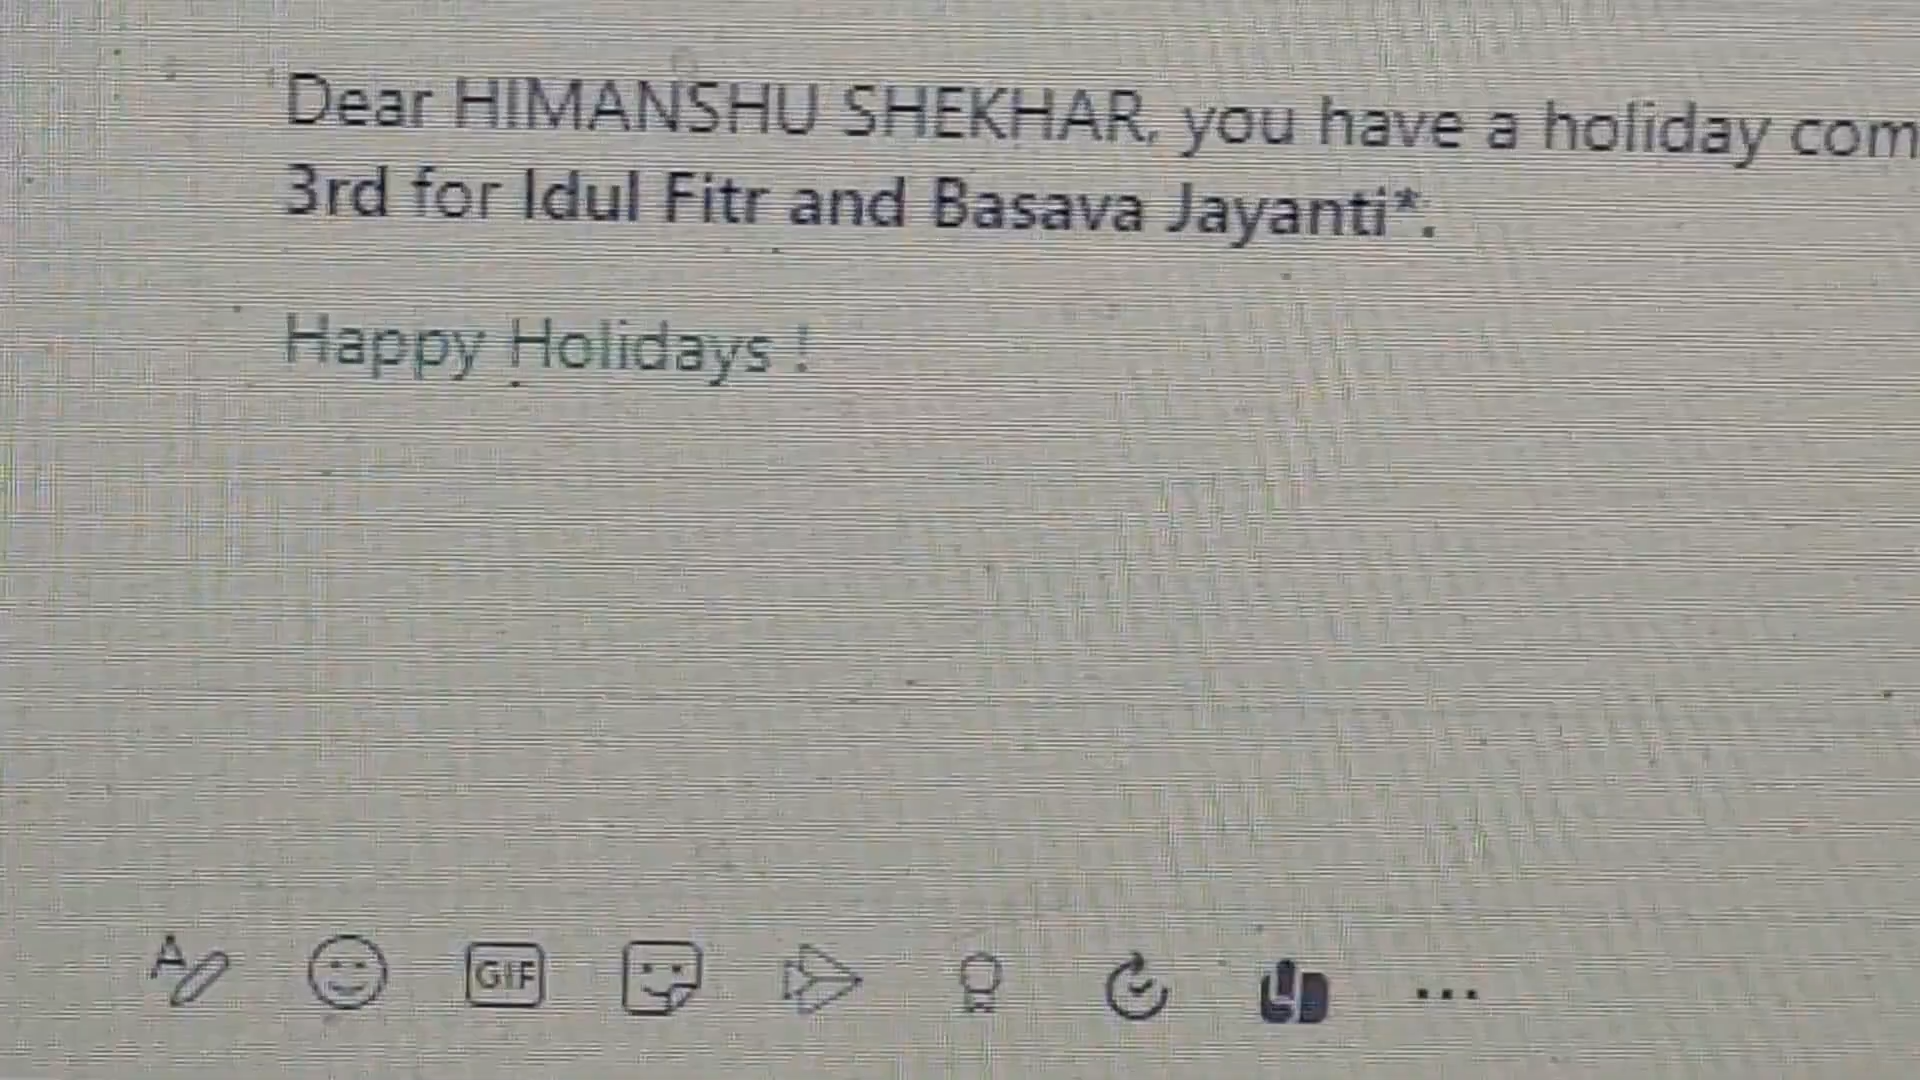 Dear HIMANSHU SHEKHAR, you have a holiday com
3rd for Idul Fitr and Basava Jayanti*.
Happy Holidays !
A
GIF
...